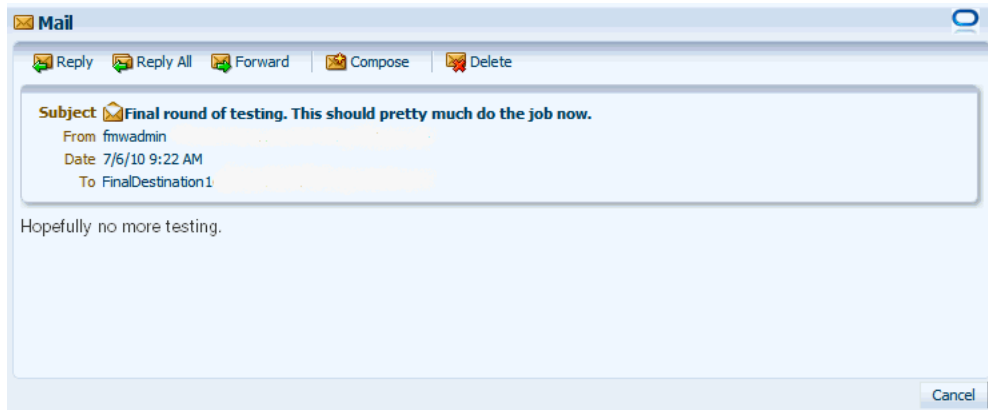 Mail
Reply Reply All Forward Compose Delete
Subject Final round of testing. This should pretty much do the job now.
From fmwadmin
Date 7/6/10 9:22 AM
To FinalDestination1
Hopefully no more testing.
Cancel